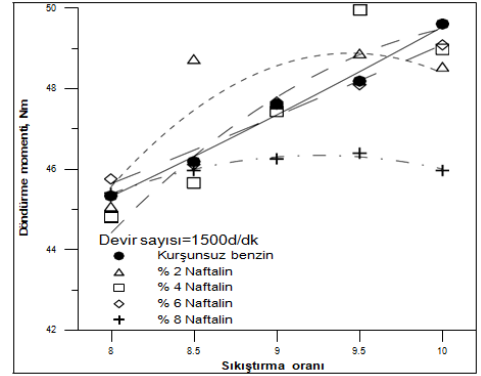 50
48
46
44
42
Döndürme momenti, Nm
Devir sayısı=1500d/dk
Kurşunsuz benzin
% 2 Naftalin
% 4 Naftalin
% 6 Naftalin
% 8 Naftalin
8
8.5
9
9.5
10
Sıkıştırma oranı